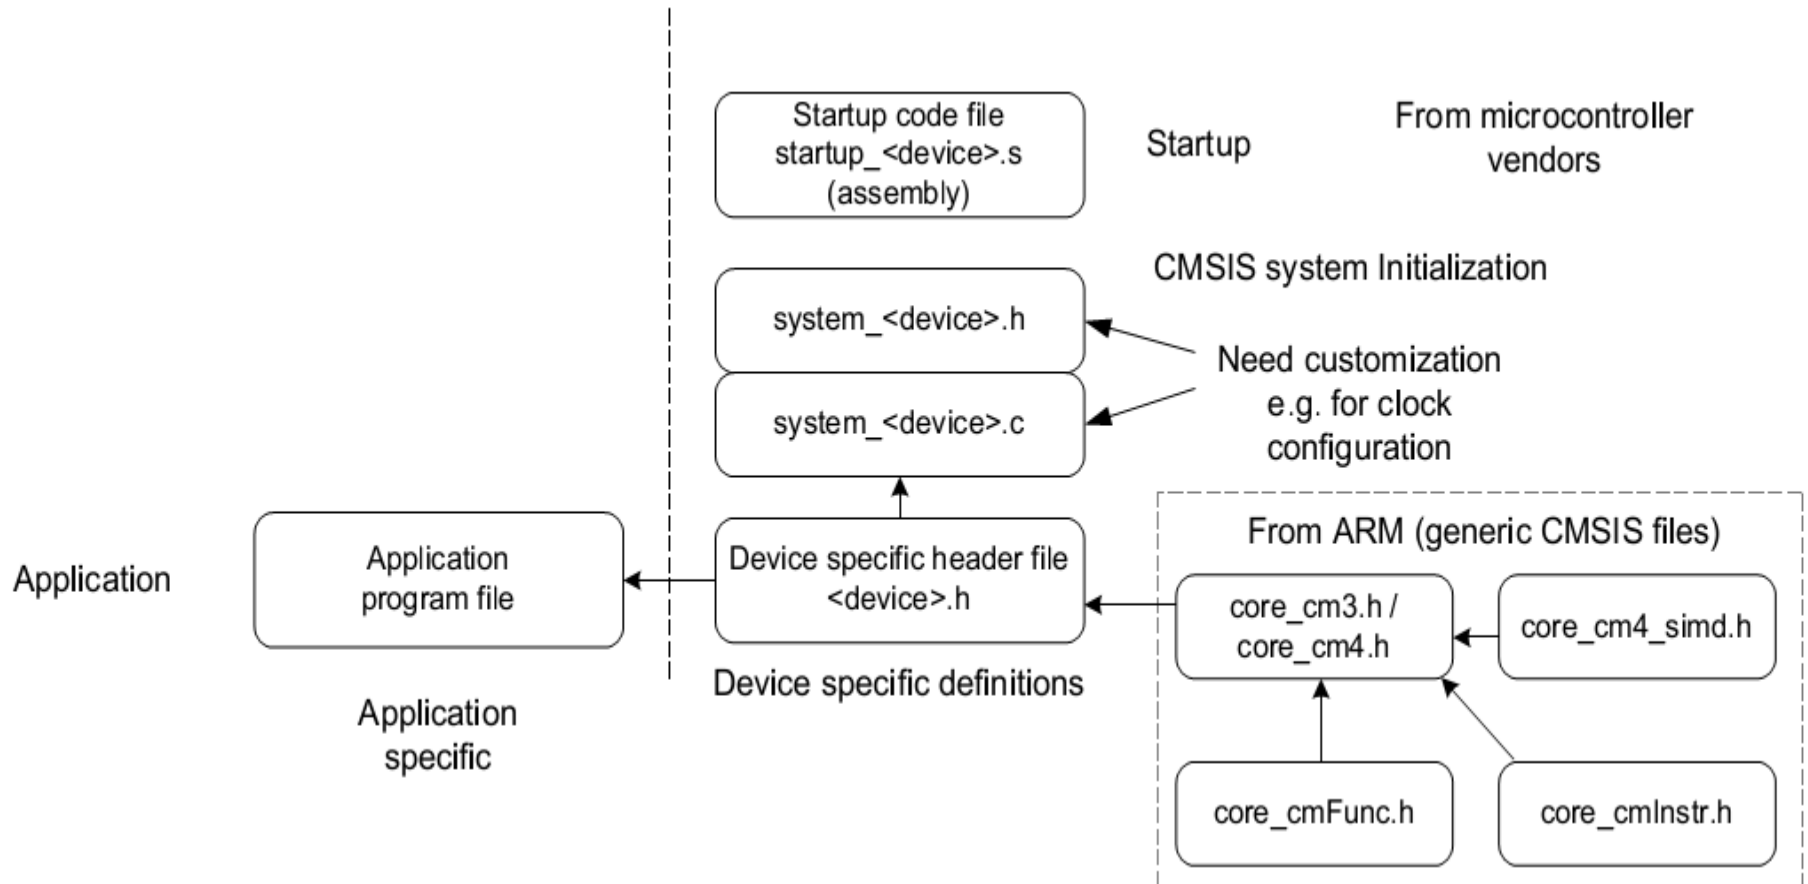 Startup code file
startup_<device>.s
(assembly)
Startup
From microcontroller
vendors
CMSIS system Initialization
system_<device>.h
system_<device>.c
Need customization
e.g. for clock
configuration
Application
Application
program file
Application
specific
Device specific header file
<device>.h
Device specific definitions
From ARM (generic CMSIS files)
core_cm3.h /
core_cm4.h
core_cm4_simd.h
core_cmFunc.h
core_cmInstr.h